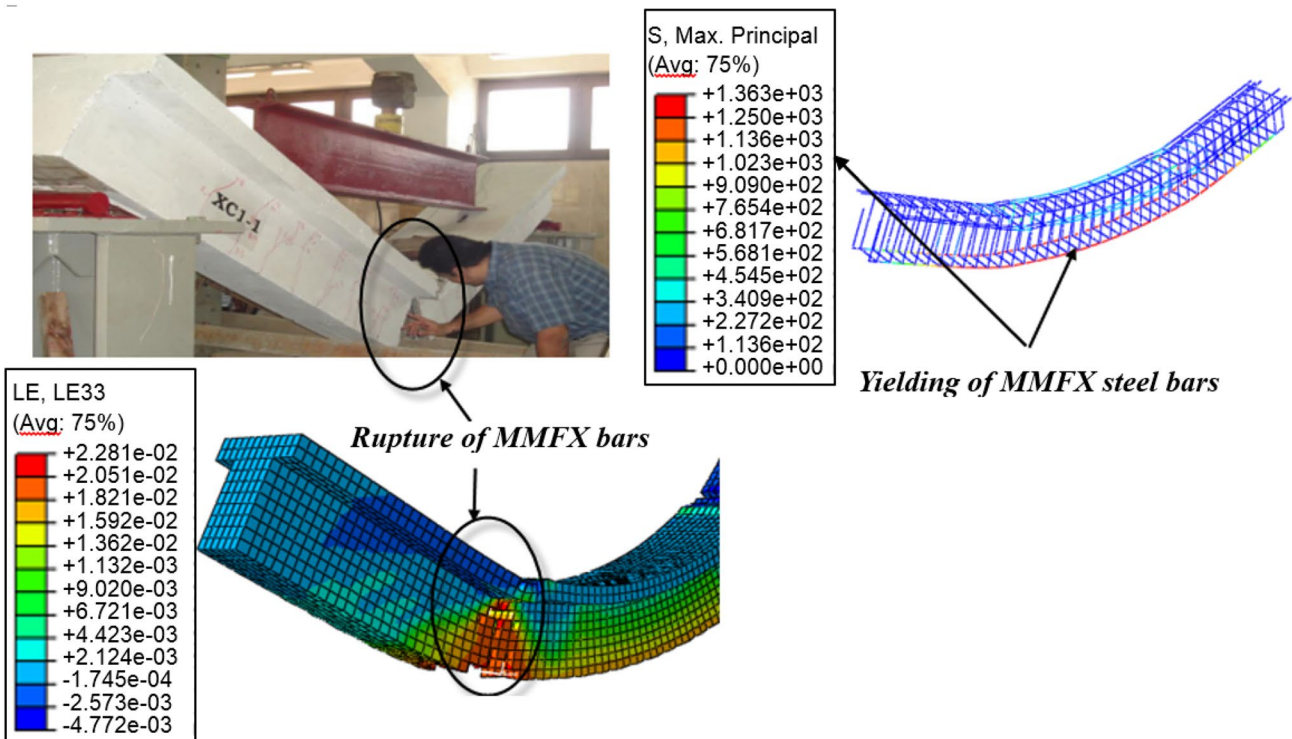 S, Max. Principal
(Avg: 75%)
+1.363e+03
+1.250e+03
+1.136e+03
+1.023e+03
+9.090e+02
+7.654e+02
+6.817e+02
+5.681e+02
+4.545e+02
+3.409e+02
+2.272e+02
+1.136e+02
+0.000e+00
Yielding of MMFX steel bars
XC1-1
Rupture of MMFX bars
LE, LE33
(Avg: 75%)
+2.281e-02
+2.051e-02
+1.821e-02
+1.592e-02
+1.362e-02
+1.132e-03
+9.020e-03
+6.721e-03
+4.423e-03
+2.124e-03
-1.745e-04
-2.573e-03
-4.772e-03